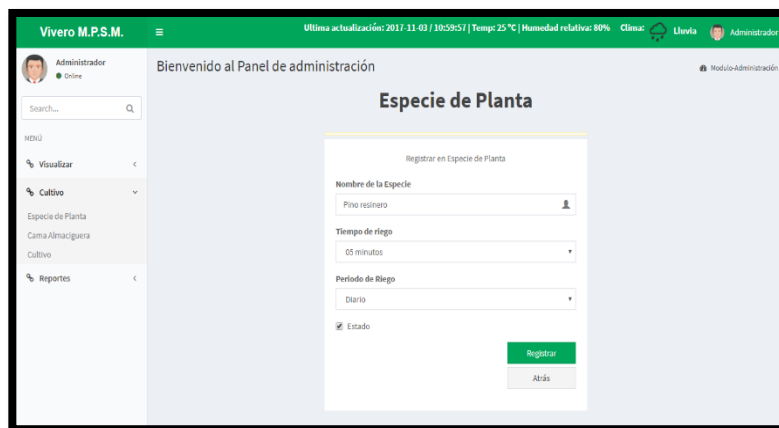 Vivero M.P.S.M.
Ultima actualización: 2017-11-03 / 10:59:57 | Temp: 25 °C | Humedad relativa: 80% Clima: Lluvia Administrador
Administrador
Online
Search...
MENÚ
Visualizar
Cultivo
Especie de Planta
Cama Almaciguera
Cultivo
Reportes
Bienvenido al Panel de administración
Modulo-Administración
Especie de Planta
Registrar en Especie de Planta
Nombre de la Especie
Pino resinero
Tiempo de riego
05 minutos
Periodo de Riego
Diario
Estado
Registrar
Atrás